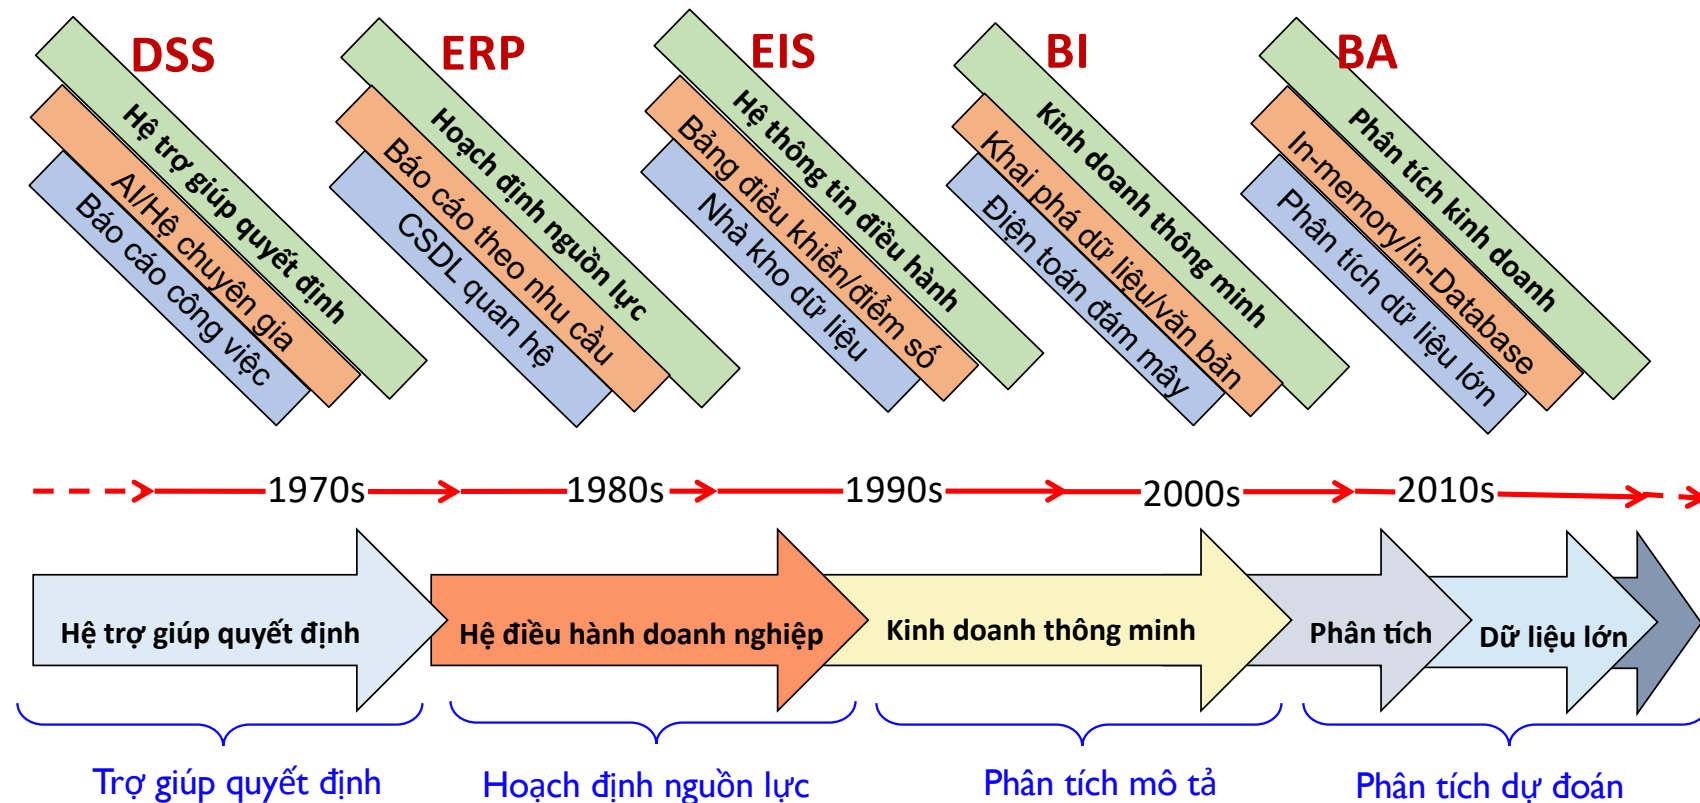 DSS
Hệ trợ giúp quyết định
AI/Hệ chuyên gia
Báo cáo công việc
ERP
Hoạch định nguồn lực
Báo cáo theo nhu cầu
CSDL quan hệ
EIS
Hệ thông tin điều hành
Bảng điều khiển/điểm số
Nhà kho dữ liệu
BI
Kinh doanh thông minh
Khai phá dữ liệu/văn bản
Điện toán đám mây
BA
Phân tích kinh doanh
In-memory/in-Database
Phân tích dữ liệu lớn
1970s
1980s
1990s
2000s
2010s
Hệ trợ giúp quyết định
Hệ điều hành doanh nghiệp
Kinh doanh thông minh
Phân tích
Dữ liệu lớn
Trợ giúp quyết định
Hoạch định nguồn lực
Phân tích mô tả
Phân tích dự đoán